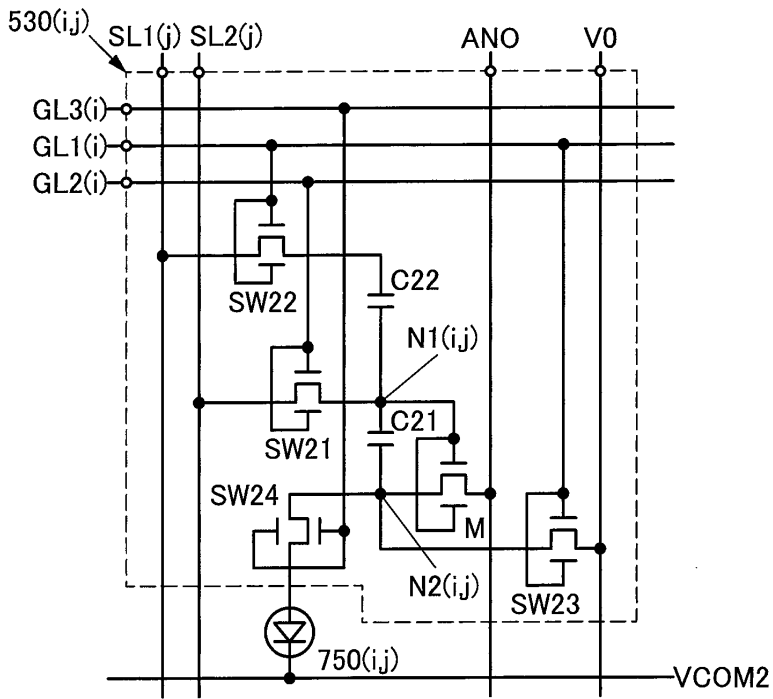 530(i,j)
SL1(j) SL2(j) ANO V0
GL3(i)
GL1(i)
GL2(i)
SW22
C22
N1(i,j)
SW21
C21
SW24
M
N2(i,j)
SW23
750(i,j)
VCOM2